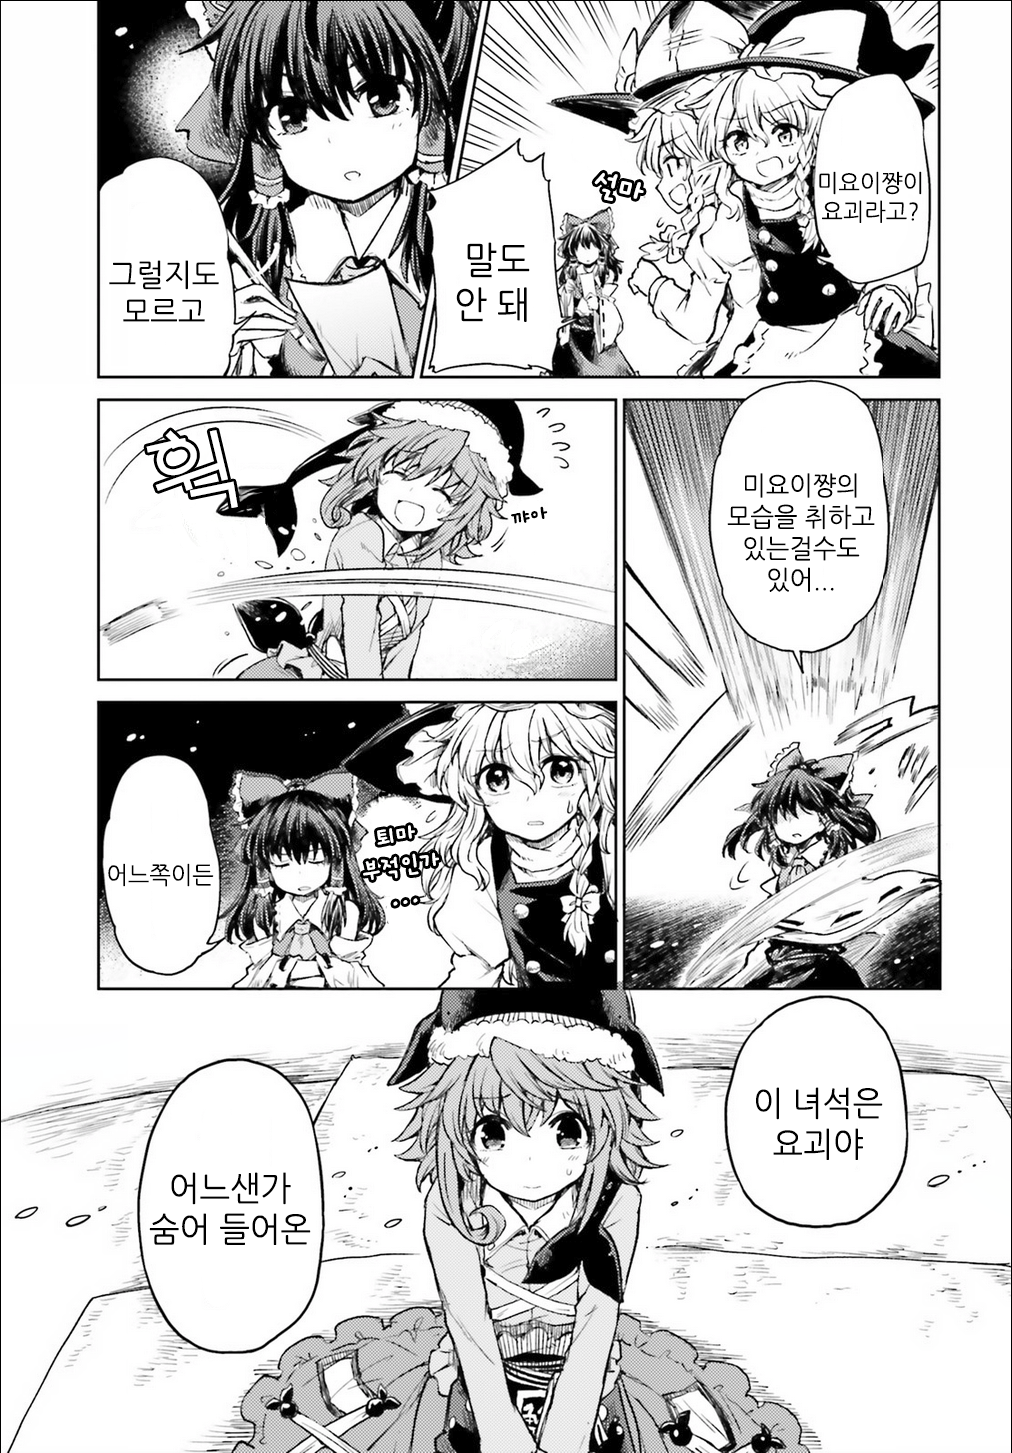 미요이쨩이
요괴라고?
설마
말도
안 돼
그럴지도
모르고
미요이쨩의
모습을 취하고
있는걸수도
있어...
휙
꺄아
퇴마
부적인가
...
어느쪽이든
이 녀석은
요괴야
어느샌가
숨어 들어온